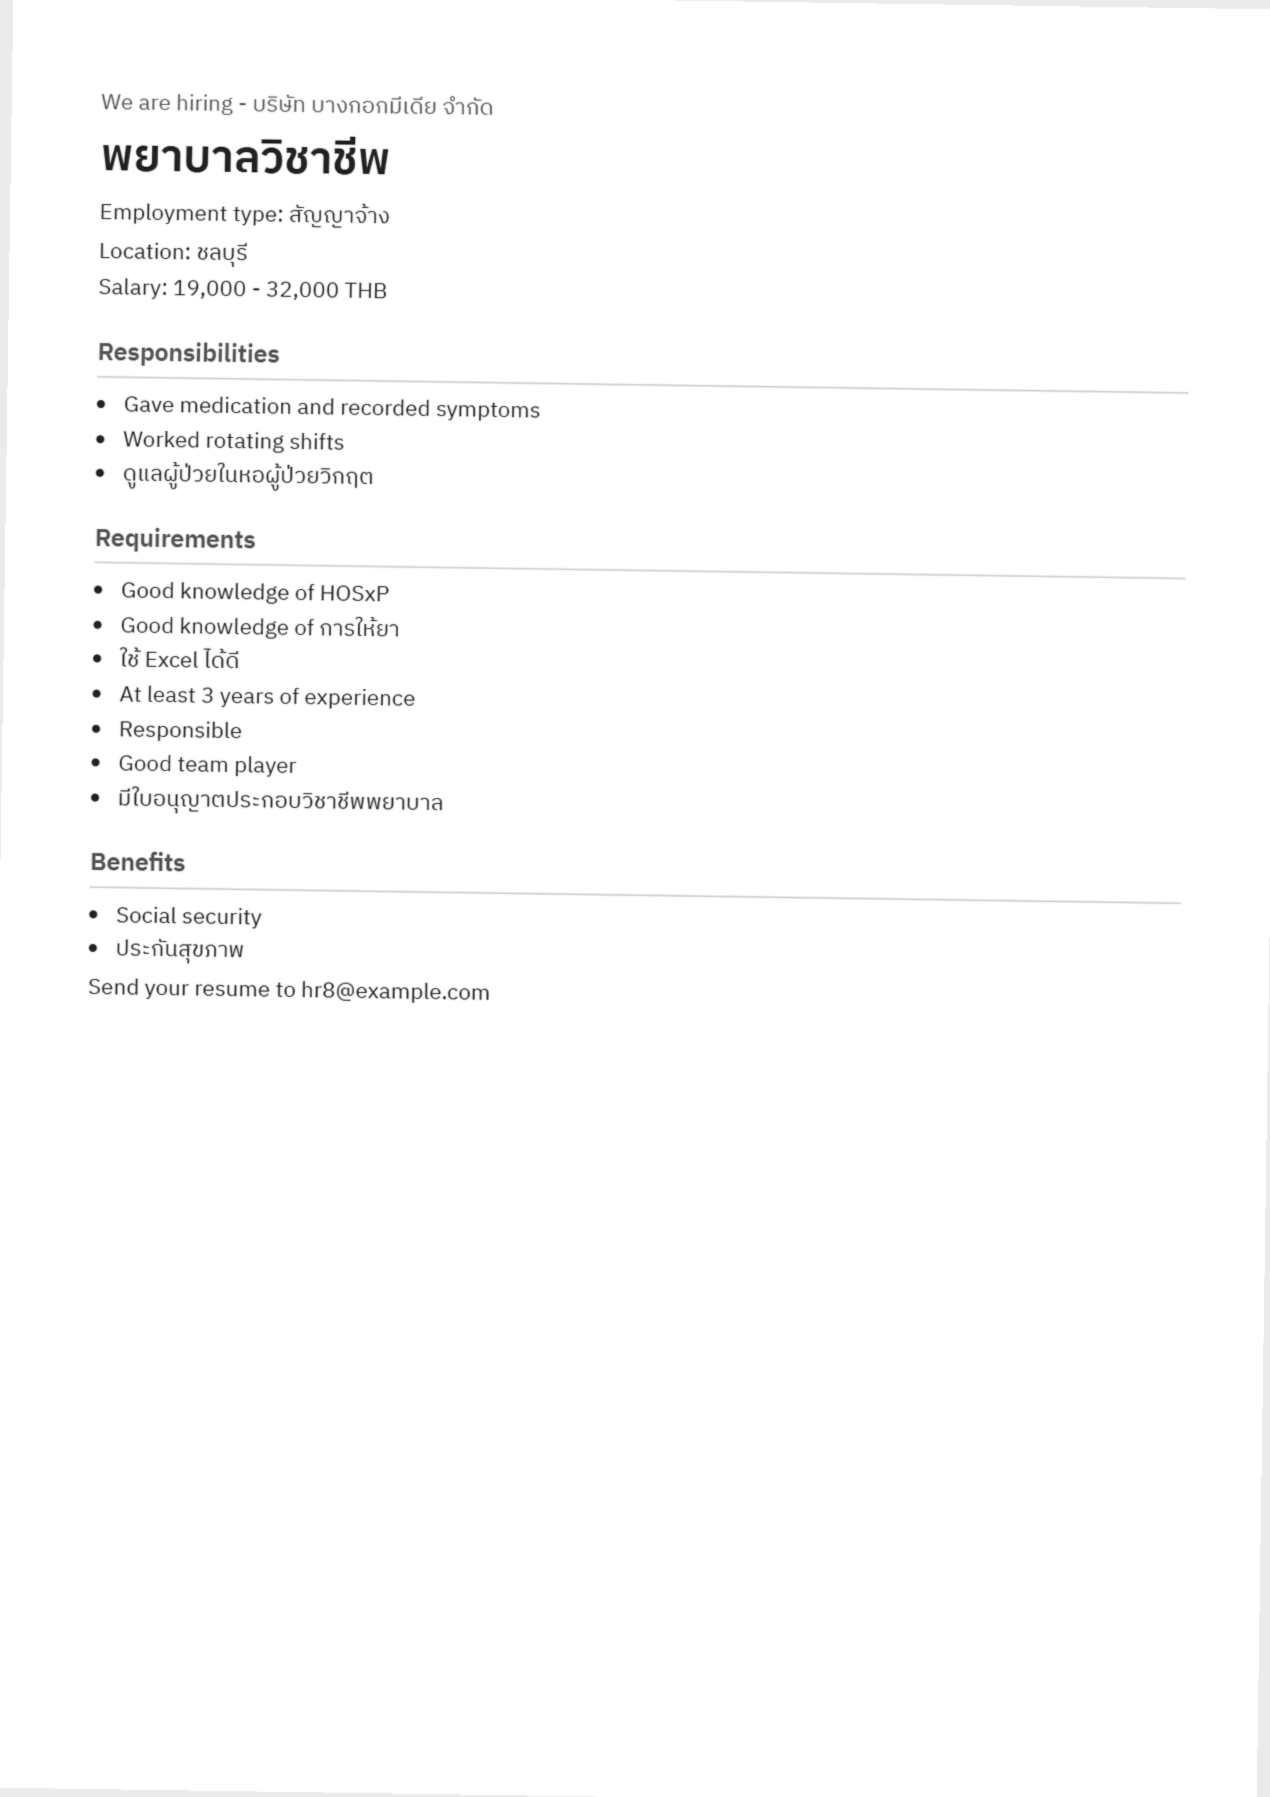 We are hiring - บริษัท บางกอกมีเดีย จำกัด
พยาบาลวิชาชีพ
Employment type: สัญญาจ้าง
Location: ชลบุรี
Salary: 19,000 - 32,000 THB
Responsibilities
• Gave medication and recorded symptoms
• Worked rotating shifts
• ดูแลผู้ป่วยในหอผู้ป่วยวิกฤต
Requirements
• Good knowledge of HOSxP
• Good knowledge of การให้ยา
• ใช้ Excel ได้ดี
• At least 3 years of experience
• Responsible
• Good team player
• มีใบอนุญาตประกอบวิชาชีพพยาบาล
Benefits
• Social security
• ประกันสุขภาพ
Send your resume to hr8@example.com